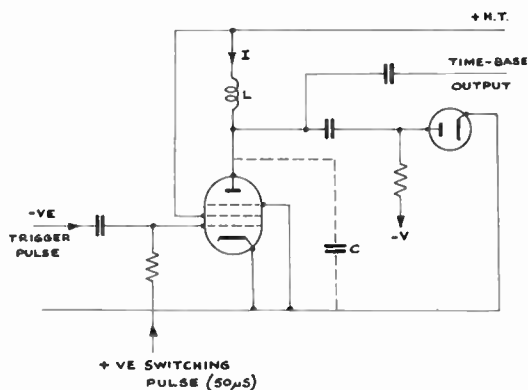 + H.T.
I
TIME-BASE
OUTPUT
L
-V
-VE
TRIGGER
PULSE
C
+ VE SWITCHING
PULSE (50μS)